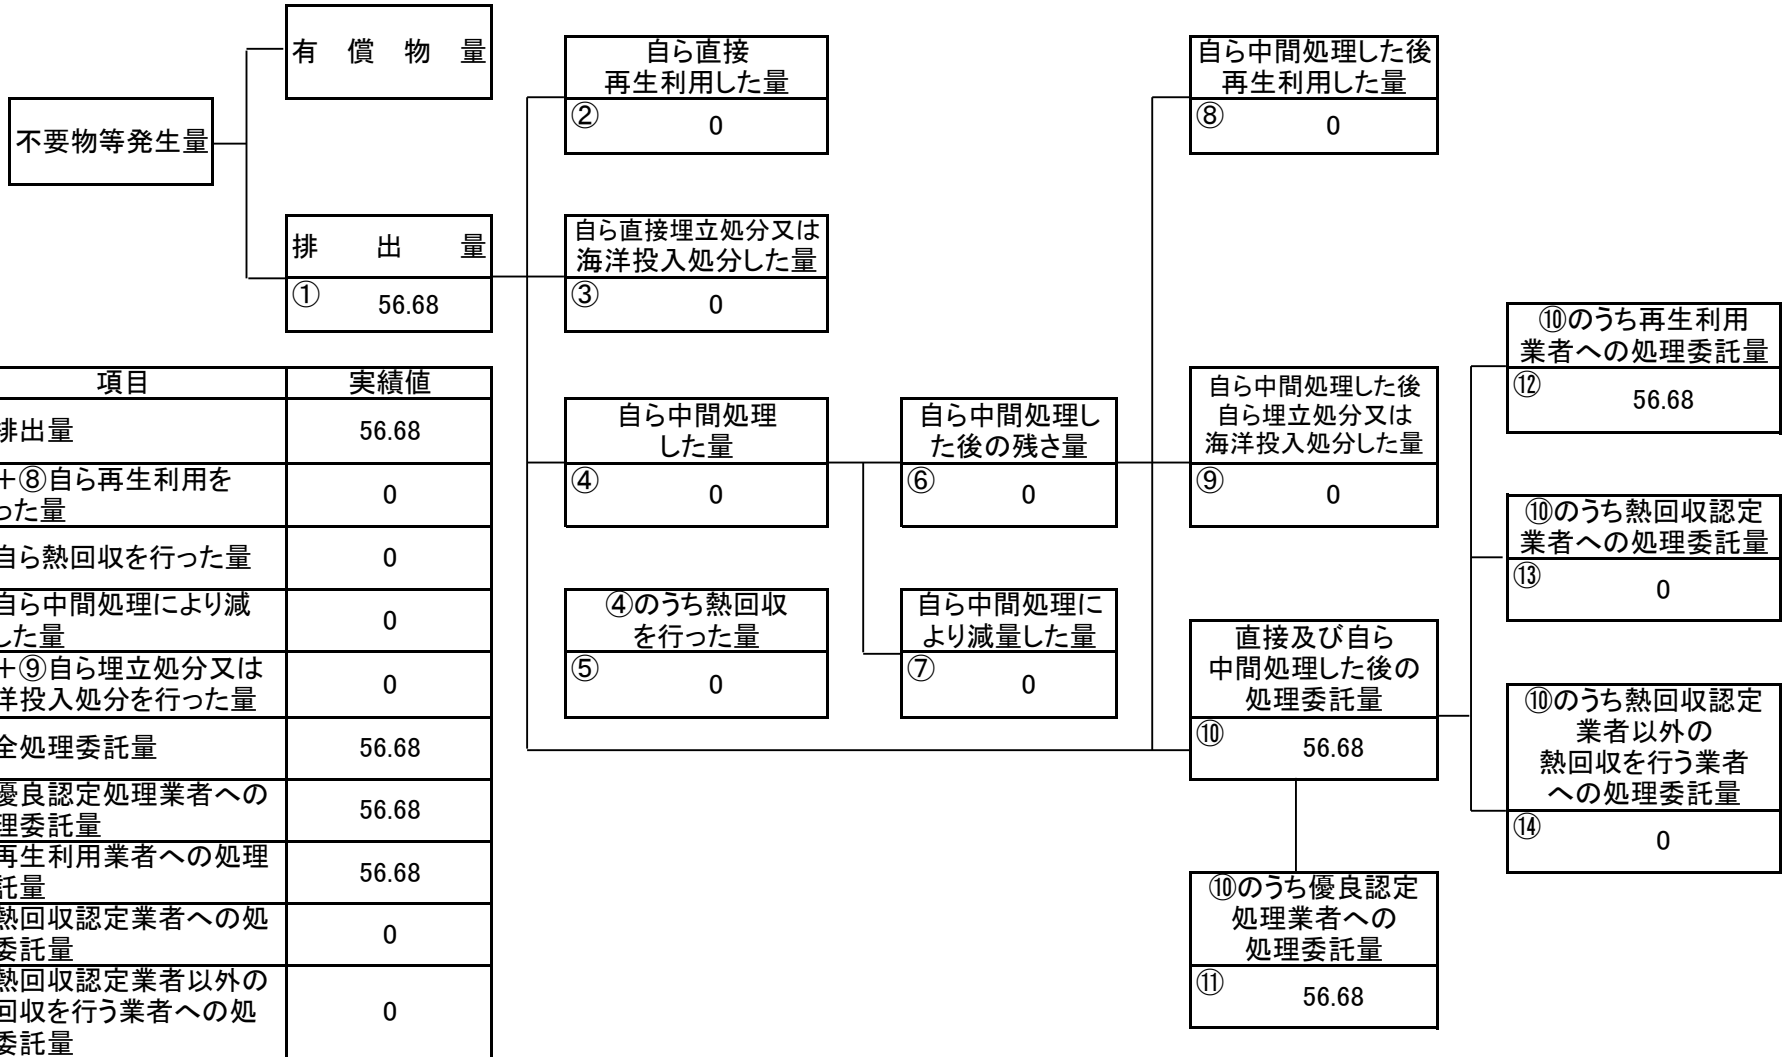 有償物量
不要物等発生量
排出量
① 56.68
自ら直接
再生利用した量
② 0
自ら直接埋立処分又は
海洋投入処分した量
③ 0
自ら中間処理
した量
④ 0
④のうち熱回収
を行った量
⑤ 0
自ら中間処理し
た後の残さ量
⑥ 0
自ら中間処理に
より減量した量
⑦ 0
自ら中間処理した後
再生利用した量
⑧ 0
自ら中間処理した後
自ら埋立処分又は
海洋投入処分した量
⑨ 0
直接及び自ら
中間処理した後の
処理委託量
⑩ 56.68
⑩のうち優良認定
処理業者への
処理委託量
⑪ 56.68
⑩のうち再生利用
業者への処理委託量
⑫ 56.68
⑩のうち熱回収認定
業者への処理委託量
⑬ 0
⑩のうち熱回収認定
業者以外の
熱回収を行う業者
への処理委託量
⑭ 0
項目 実績値
排出量 56.68
+⑧自ら再生利用を
った量 0
自ら熱回収を行った量 0
自ら中間処理により減
した量 0
+⑨自ら埋立処分又は
洋投入処分を行った量 0
全処理委託量 56.68
優良認定処理業者への
理委託量 56.68
再生利用業者への処理
託量 56.68
熱回収認定業者への処
委託量 0
熱回収認定業者以外の
回収を行う業者への処
委託量 0